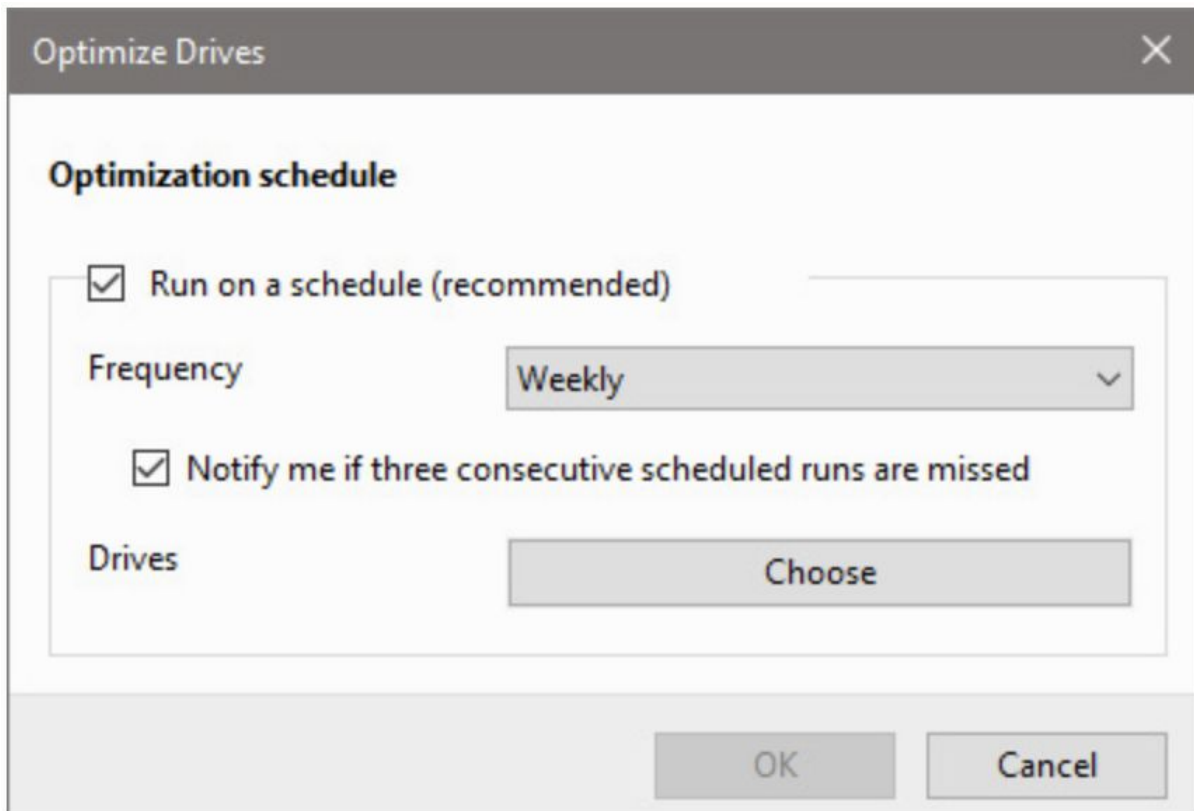 Optimize Drives
Optimization schedule
Run on a schedule (recommended)
Frequency
Weekly
Notify me if three consecutive scheduled runs are missed
Drives
Choose
OK
Cancel